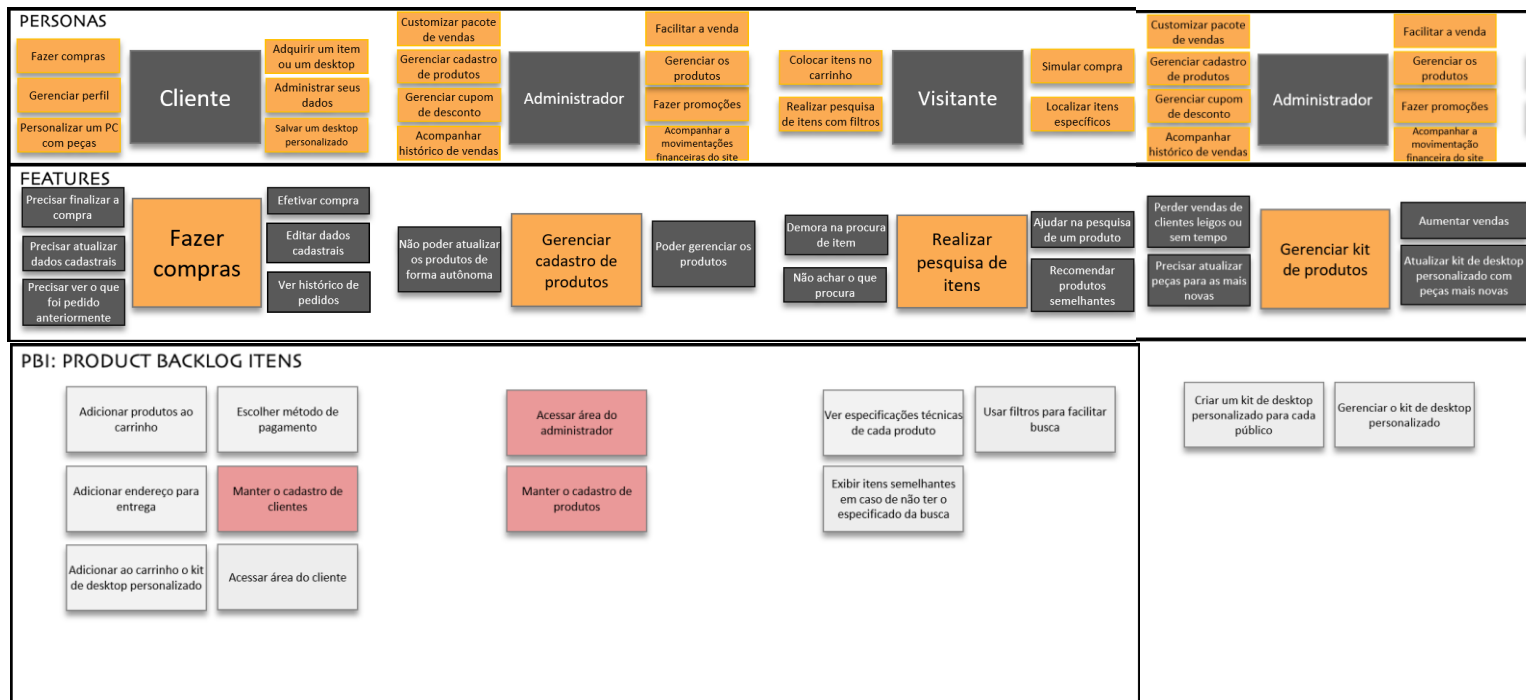 PERSONAS
Fazer compras
Gerenciar perfil
Personalizar um PC
com peças
Cliente
Adquirir um item
ou um desktop
Administrar seus
dados
Salvar um desktop
personalizado
Customizar pacote
de vendas
Gerenciar cadastro
de produtos
Gerenciar cupom
de desconto
Acompanhar
histórico de vendas
Administrador
Facilitar a venda
Gerenciar os
produtos
Fazer promoções
Acompanhar a
movimentações
financeiras do site
Colocar itens no
carrinho
Realizar pesquisa
de itens com filtros
Visitante
Simular compra
Localizar itens
específicos
Customizar pacote
de vendas
Gerenciar cadastro
de produtos
Gerenciar cupom
de desconto
Acompanhar
histórico de vendas
Administrador
Facilitar a venda
Gerenciar os
produtos
Fazer promoções
Acompanhar a
movimentação
financeira do site
FEATURES
Precisar finalizar a
compra
Precisar atualizar
dados cadastrais
Precisar ver o que
foi pedido
anteriormente
Fazer
compras
Efetivar compra
Editar dados
cadastrais
Ver histórico de
pedidos
Não poder atualizar
os produtos de
forma autônoma
Gerenciar
cadastro de
produtos
Poder gerenciar os
produtos
Demora na procura
de item
Não achar o que
procura
Realizar
pesquisa de
itens
Ajudar na pesquisa
de um produto
Recomendar
produtos
semelhantes
Perder vendas de
clientes leigos ou
sem tempo
Precisar atualizar
peças para as mais
novas
Gerenciar kit
de produtos
Aumentar vendas
Atualizar kit de desktop
personalizado com
peças mais novas
PBI: PRODUCT BACKLOG ITENS
Adicionar produtos ao
carrinho
Escolher método de
pagamento
Adicionar endereço para
entrega
Manter o cadastro de
clientes
Adicionar ao carrinho o kit
de desktop personalizado
Acessar área do cliente
Acessar área do
administrador
Manter o cadastro de
produtos
Ver especificações técnicas
de cada produto
Usar filtros para facilitar
busca
Exibir itens semelhantes
em caso de não ter o
especificado da busca
Criar um kit de desktop
personalizado para cada
público
Gerenciar o kit de desktop
personalizado